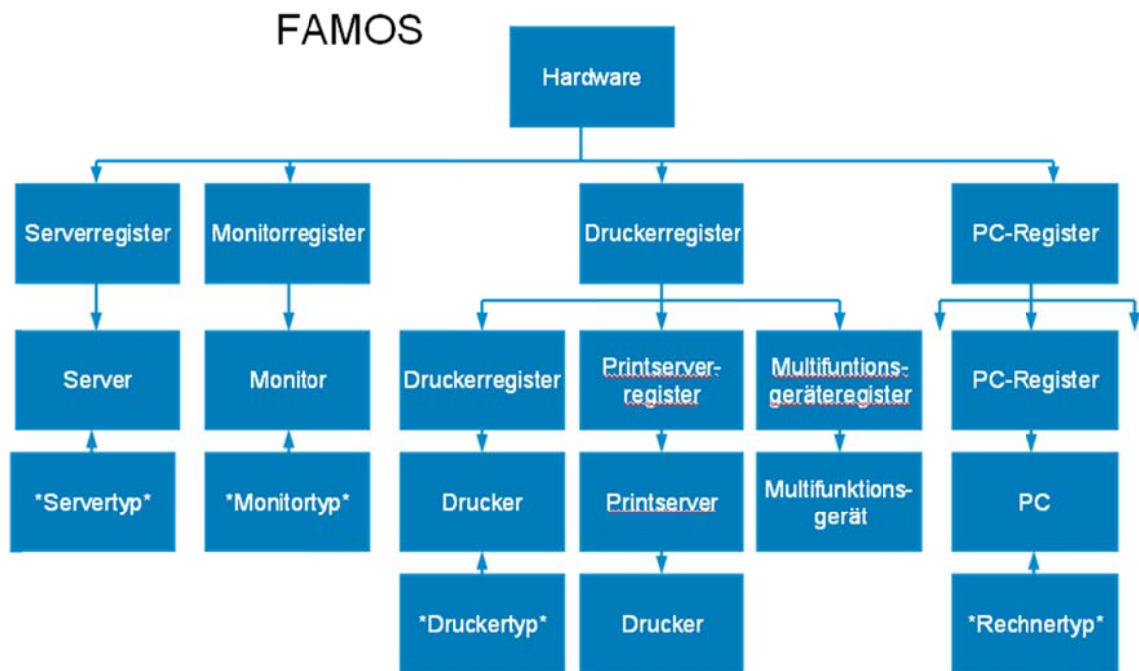 FAMOS
Hardware
Serverregister
Monitorregister
Druckerregister
PC-Register
Server
Monitor
Druckerregister
Printserver-
register
Multifuntions-
geräteregister
PC-Register
*Servertyp*
*Monitortyp*
Drucker
Printserver
Multifunktions-
gerät
PC
*Druckertyp*
Drucker
*Rechnertyp*